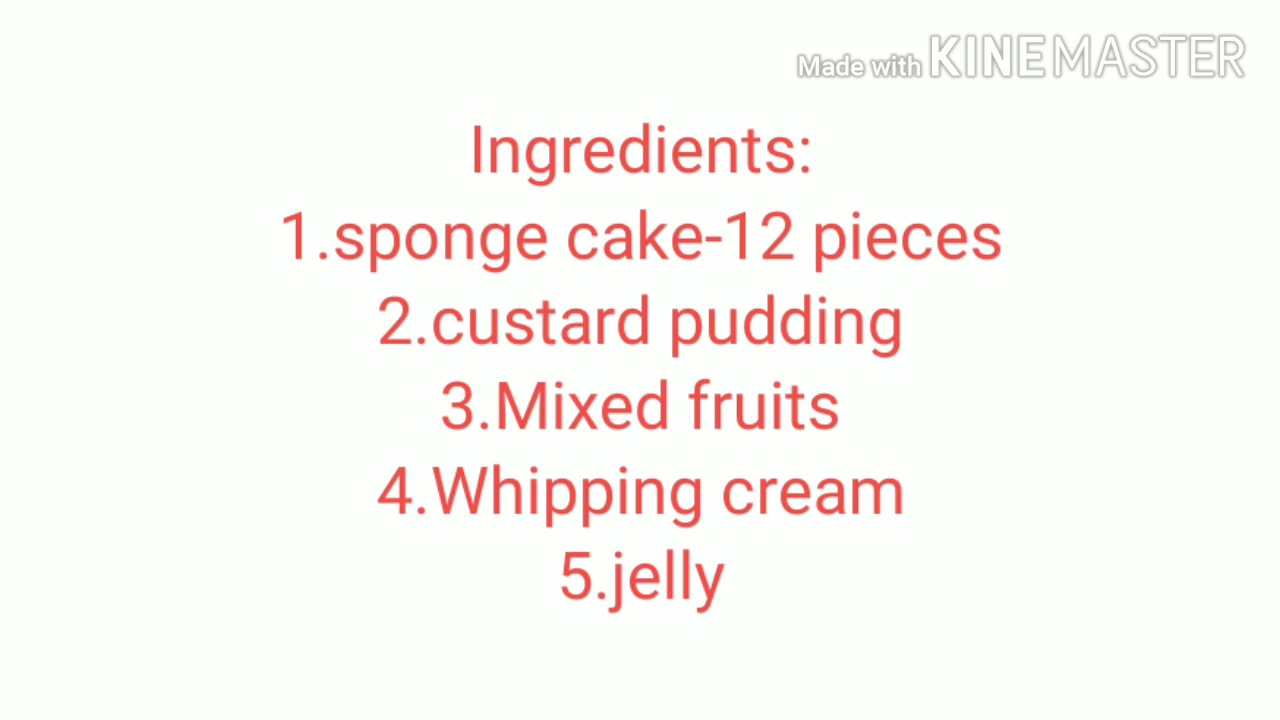 Made with KINEMASTER
Ingredients:
1.sponge cake-12 pieces
2.custard pudding
3.Mixed fruits
4.Whipping cream
5.jelly